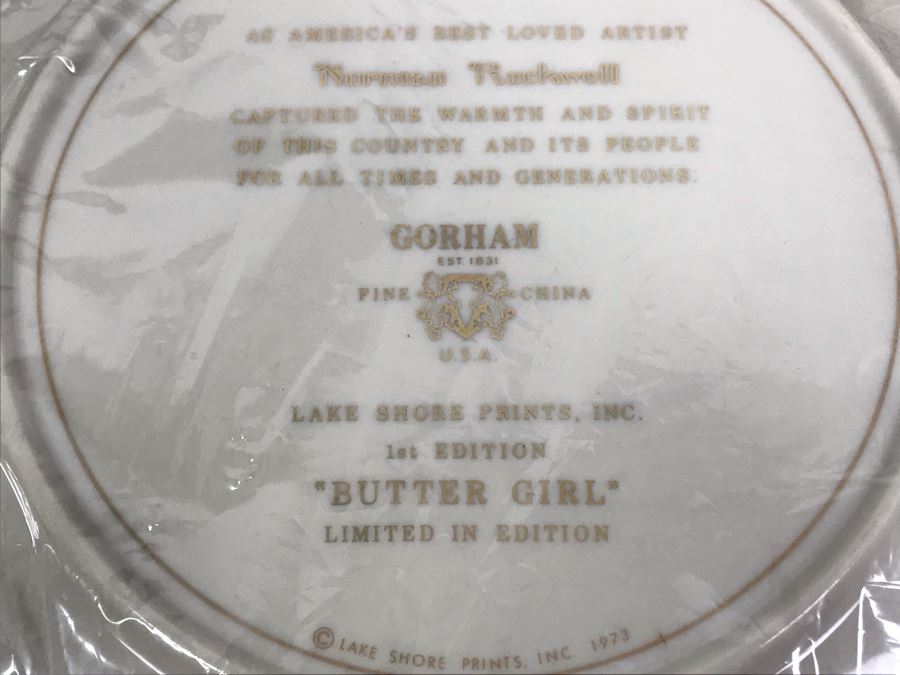 AS AMERICA'S BEST LOVED ARTIST
Norman Rockwell
CAPTURED THE WARMTH AND SPIRIT
OF THIS COUNTRY AND ITS PEOPLE
FOR ALL TIMES AND GENERATIONS.
GORHAM
EST 1831
FINE CHINA
U.S.A.
LAKE SHORE PRINTS, INC.
1st EDITION
"BUTTER GIRL"
LIMITED IN EDITION
© LAKE SHORE PRINTS, INC. 1973